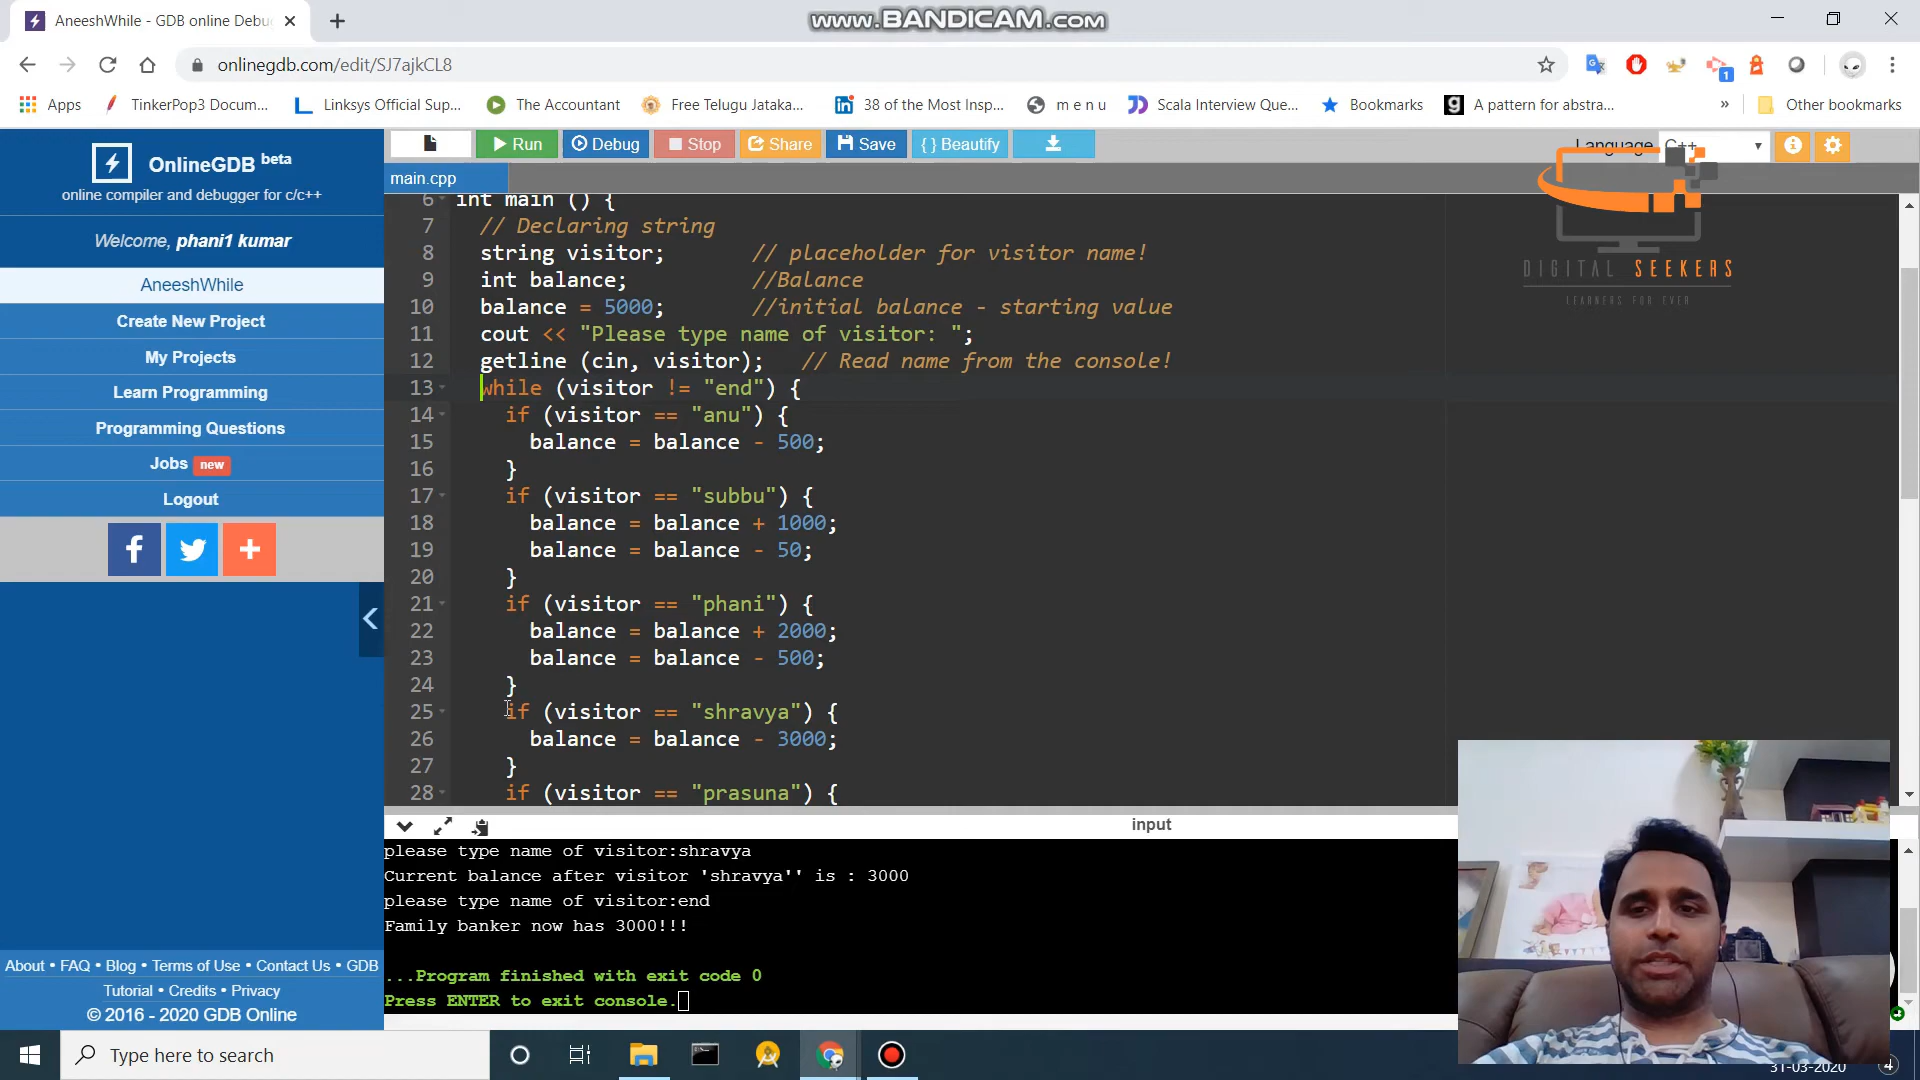 AneeshWhile - GDB online Debu
www.BANDICAM.com
onlinegdb.com/edit/SJ7ajkCL8
1
Apps
TinkerPop3 Docum...
Linksys Official Sup...
The Accountant
Free Telugu Jataka...
38 of the Most Insp...
m e n u
Scala Interview Que...
Bookmarks
A pattern for abstra...
»
Other bookmarks
OnlineGDB beta
online compiler and debugger for c/c++
Welcome, phani1 kumar
AneeshWhile
Create New Project
My Projects
Learn Programming
Programming Questions
Jobs new
Logout
Run
Debug
Stop
Share
Save
{ } Beautify
Language
C++
main.cpp
DIGITAL SEEKERS
LEARNERS FOR EVER
6 int main () {
7 // Declaring string
8 string visitor; // placeholder for visitor name!
9 int balance; //Balance
10 balance = 5000; //initial balance - starting value
11 cout << "Please type name of visitor: ";
12 getline (cin, visitor); // Read name from the console!
13 while (visitor != "end") {
14 if (visitor == "anu") {
15 balance = balance - 500;
16 }
17 if (visitor == "subbu") {
18 balance = balance + 1000;
19 balance = balance - 50;
20 }
21 if (visitor == "phani") {
22 balance = balance + 2000;
23 balance = balance - 500;
24 }
25 if (visitor == "shravya") {
26 balance = balance - 3000;
27 }
28 if (visitor == "prasuna") {
input
please type name of visitor:shravya
Current balance after visitor 'shravya'' is : 3000
please type name of visitor:end
Family banker now has 3000!!!
...Program finished with exit code 0
Press ENTER to exit console.
About • FAQ • Blog • Terms of Use • Contact Us • GDB
Tutorial • Credits • Privacy
© 2016 - 2020 GDB Online
Type here to search
31-03-2020
4